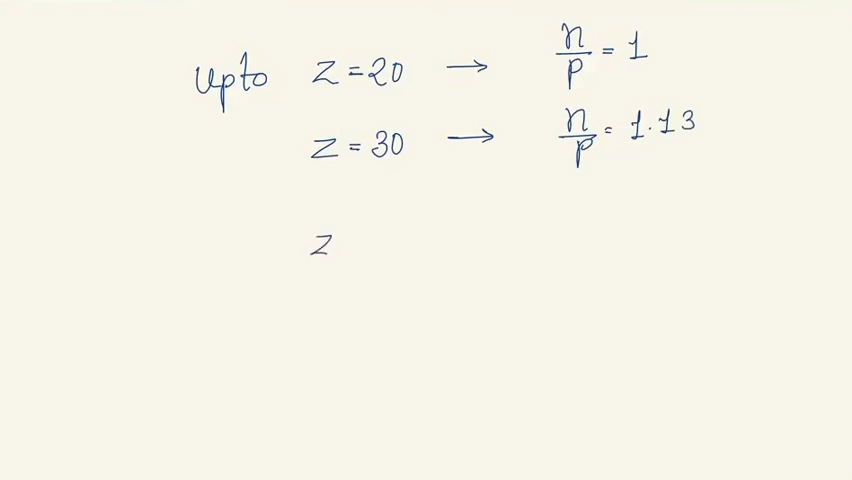 upto z = 20 → n/p = 1
z = 30 → n/p = 1.13
z